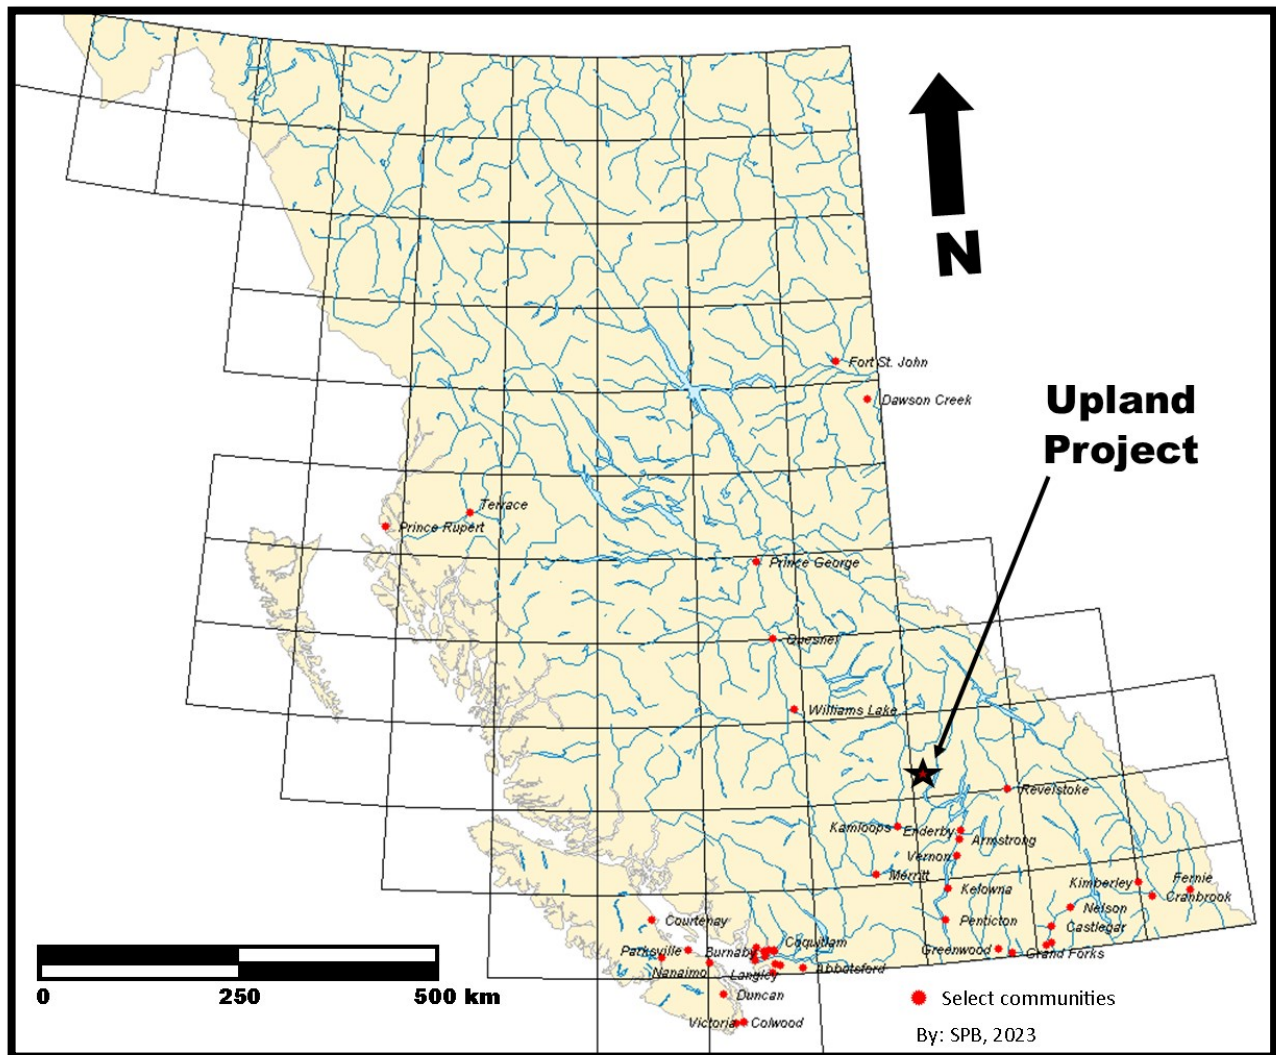 N
Fort St. John
Dawson Creek
Upland
Project
Terrace
Prince Rupert
Prince George
Quesnel
Williams Lake
Revelstoke
Kamloops
Enderby
Armstrong
Vernon
Merritt
Kelowna
Kimberley
Fernie
Cranbrook
Nelson
Penticton
Castlegar
Courtenay
Greenwood
Grand Forks
Parksville
Burnaby
Coquitlam
Nanaimo
Langley
Abbotsford
Duncan
Victoria
Colwood
0 250 500 km
Select communities
By: SPB, 2023